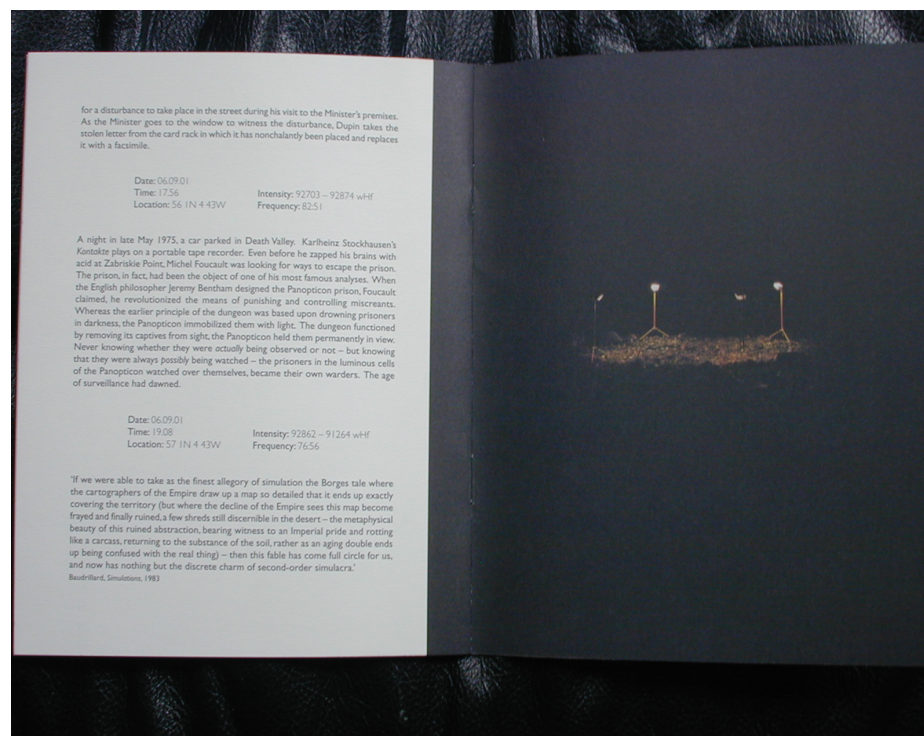 for a disturbance to take place in the street during his visit to the Minister's premises.
As the Minister goes to the window to witness the disturbance, Dupin takes the
stolen letter from the card rack in which it has nonchalantly been placed and replaces
it with a facsimile.
Date: 06.09.01
Time: 17.56
Location: 56 1N 4 43W
Intensity: 92703 – 92874 wHf
Frequency: 82:51
A night in late May 1975, a car parked in Death Valley. Karlheinz Stockhausen's
Kontakte plays on a portable tape recorder. Even before he zapped his brains with
acid at Zabriskie Point, Michel Foucault was looking for ways to escape the prison.
The prison, in fact, had been the object of one of his most famous analyses. When
the English philosopher Jeremy Bentham designed the Panopticon prison, Foucault
claimed, he revolutionized the means of punishing and controlling miscreants.
Whereas the earlier principle of the dungeon was based upon drowning prisoners
in darkness, the Panopticon immobilized them with light. The dungeon functioned
by removing its captives from sight, the Panopticon held them permanently in view.
Never knowing whether they were actually being observed or not – but knowing
that they were always possibly being watched – the prisoners in the luminous cells
of the Panopticon watched over themselves, became their own warders. The age
of surveillance had dawned.
Date: 06.09.01
Time: 19.08
Location: 57 1N 4 43W
Intensity: 92862 – 91264 wHf
Frequency: 76:56
'If we were able to take as the finest allegory of simulation the Borges tale where
the cartographers of the Empire draw up a map so detailed that it ends up exactly
covering the territory (but where the decline of the Empire sees this map become
frayed and finally ruined, a few shreds still discernible in the desert – the metaphysical
beauty of this ruined abstraction, bearing witness to an Imperial pride and rotting
like a carcass, returning to the substance of the soil, rather as an aging double ends
up being confused with the real thing) – then this fable has come full circle for us,
and now has nothing but the discrete charm of second-order simulacra.'
Baudrillard, Simulations, 1983